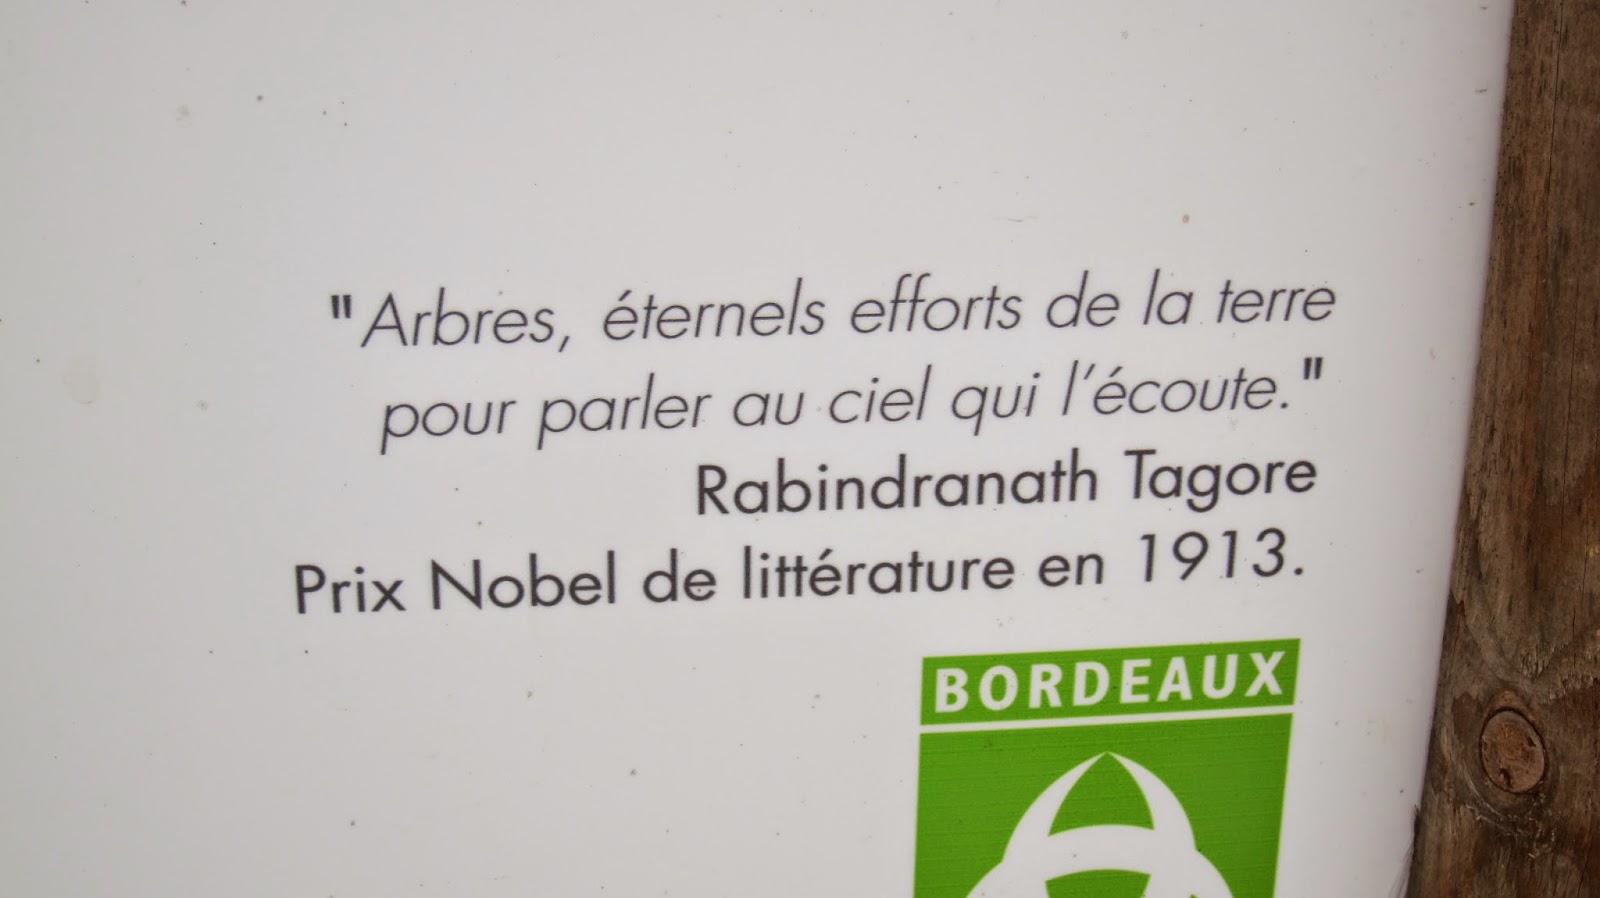 "Arbres, éternels efforts de la terre
pour parler au ciel qui l'écoute."
Rabindranath Tagore
Prix Nobel de littérature en 1913.
BORDEAUX